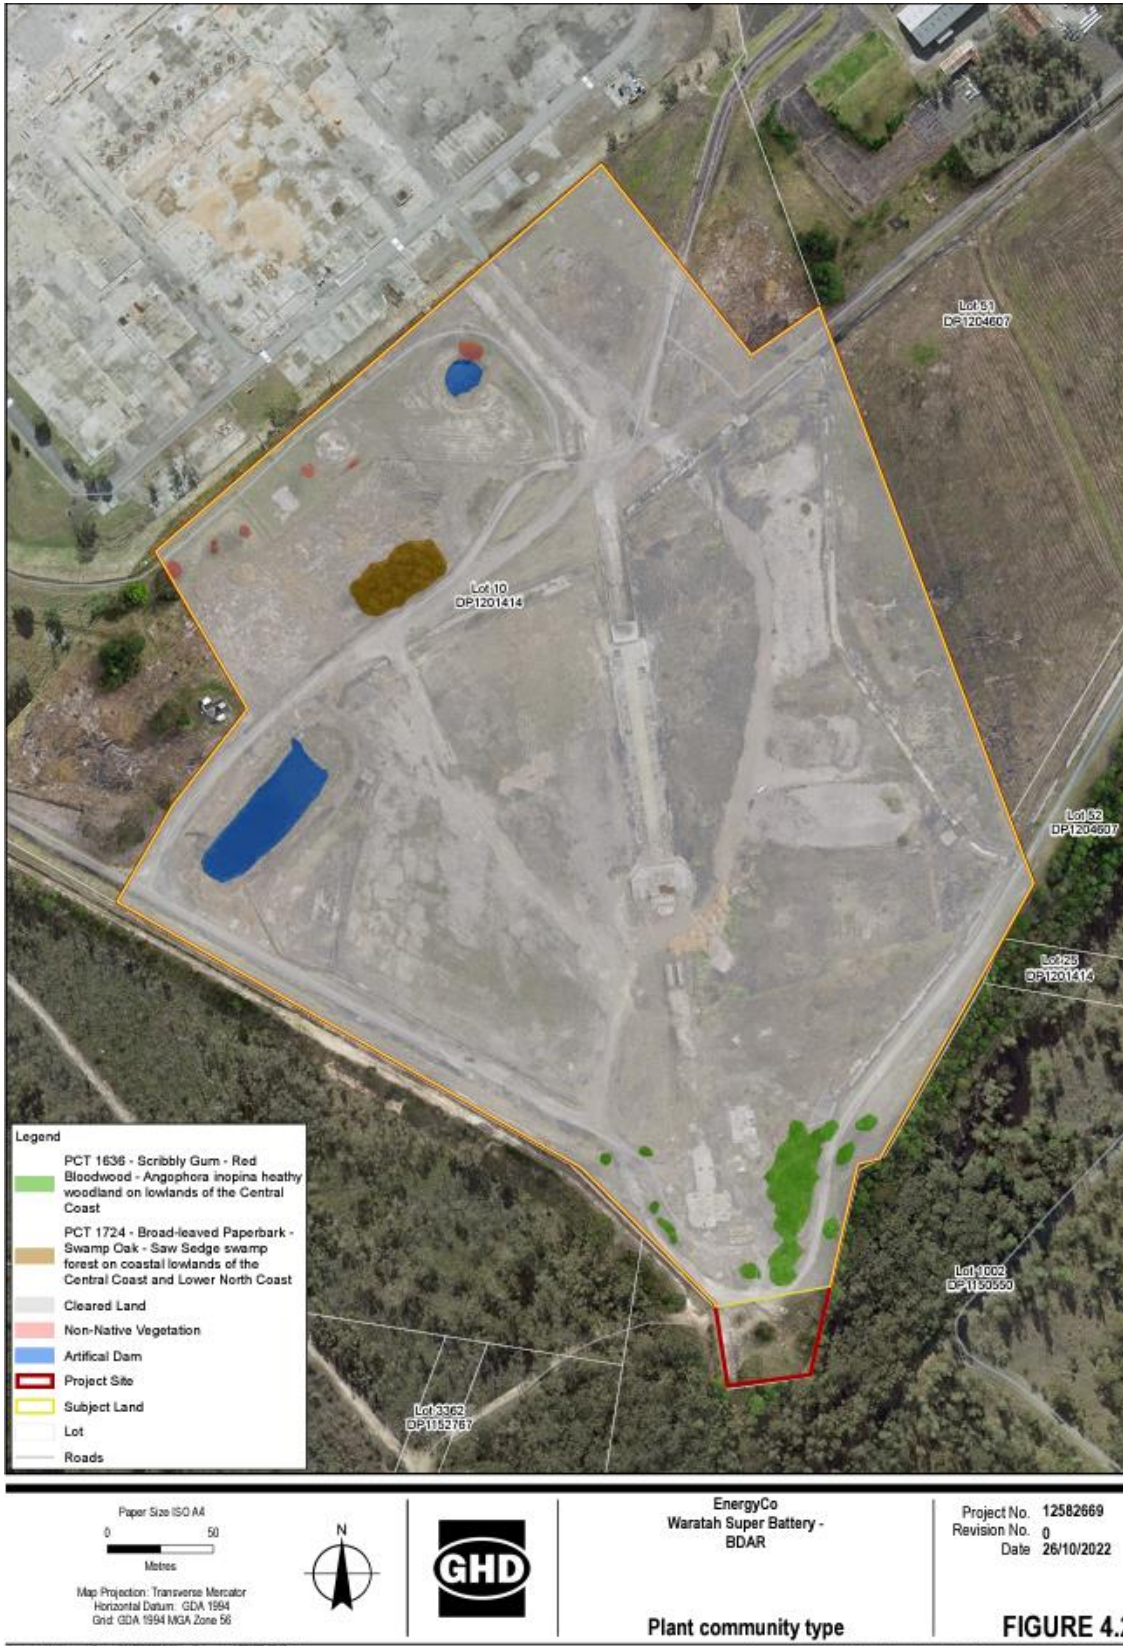 Lot 51
DP1204607
Lot 10
DP1201414
Lot 52
DP1204607
Lot 25
DP1201414
Lot 1002
DP1150550
Lot 3362
DP1152767
Legend
PCT 1636 - Scribbly Gum - Red
Bloodwood - Angophora inopina heathy
woodland on lowlands of the Central
Coast
PCT 1724 - Broad-leaved Paperbark -
Swamp Oak - Saw Sedge swamp
forest on coastal lowlands of the
Central Coast and Lower North Coast
Cleared Land
Non-Native Vegetation
Artifical Dam
Project Site
Subject Land
Lot
Roads
Paper Size ISO A4
0 50
Metres
Map Projection: Transverse Mercator
Horizontal Datum: GDA 1994
Grid: GDA 1994 MGA Zone 56
N
GHD
EnergyCo
Waratah Super Battery -
BDAR
Plant community type
Project No. 12582669
Revision No. 0
Date 26/10/2022
FIGURE 4.2